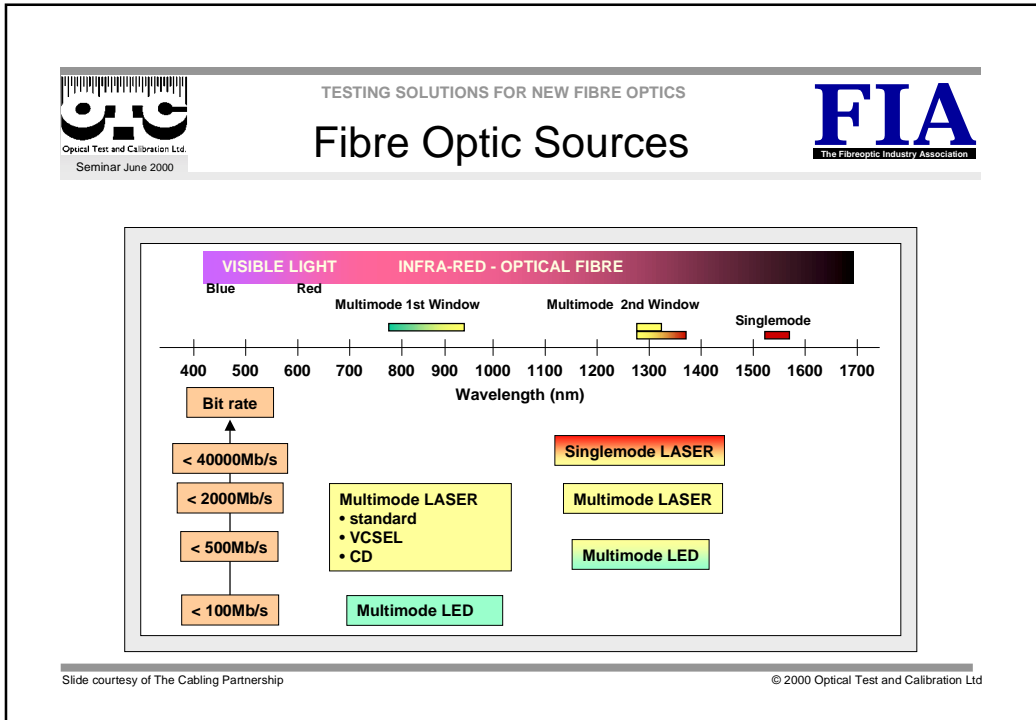 TESTING SOLUTIONS FOR NEW FIBRE OPTICS
OTC
Optical Test and Calibration Ltd.
Seminar June 2000
Fibre Optic Sources
FIA
The Fibreoptic Industry Association
VISIBLE LIGHT INFRA-RED - OPTICAL FIBRE
Blue Red
Multimode 1st Window
Multimode 2nd Window
Singlemode
400 500 600 700 800 900 1000 1100 1200 1300 1400 1500 1600 1700
Wavelength (nm)
Bit rate
< 40000Mb/s
Singlemode LASER
< 2000Mb/s
Multimode LASER
• standard
• VCSEL
• CD
Multimode LASER
< 500Mb/s
Multimode LED
< 100Mb/s
Multimode LED
Slide courtesy of The Cabling Partnership
© 2000 Optical Test and Calibration Ltd